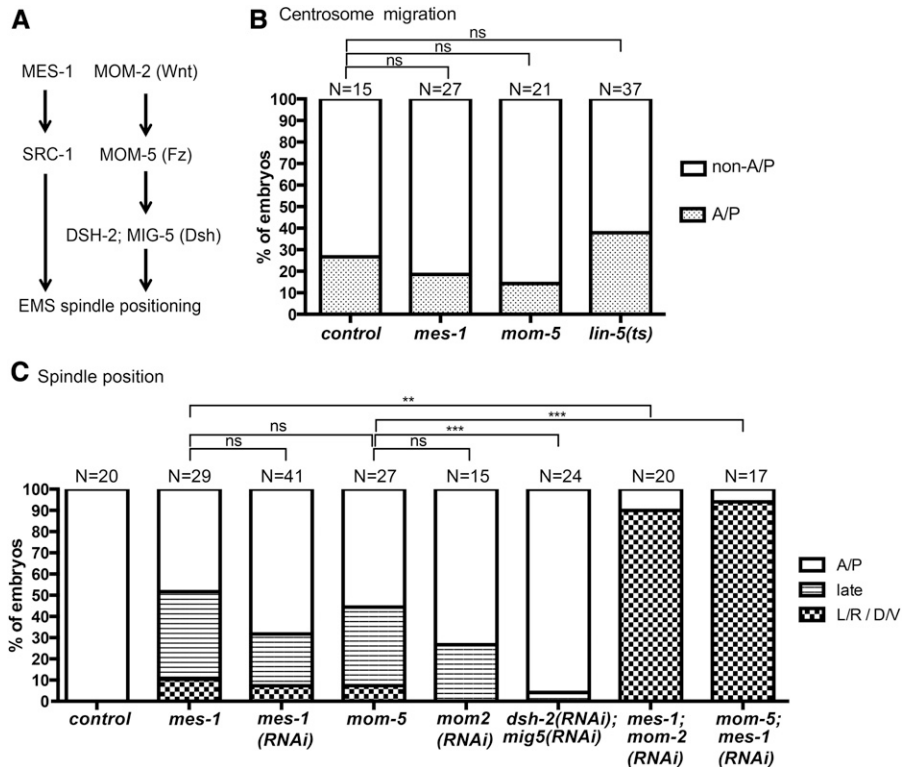 A
MES-1 MOM-2 (Wnt)
SRC-1 MOM-5 (Fz)
DSH-2; MIG-5 (Dsh)
EMS spindle positioning
B Centrosome migration
ns
ns
ns
N=15 N=27 N=21 N=37
100
90
80
70
60
50
40
30
20
10
0
% of embryos
control mes-1 mom-5 lin-5(ts)
non-A/P
A/P
C Spindle position
**
***
ns ***
ns ns
N=20 N=29 N=41 N=27 N=15 N=24 N=20 N=17
100
90
80
70
60
50
40
30
20
10
0
% of embryos
A/P
late
L/R / D/V
control mes-1 mes-1 mom-5 mom2 dsh-2(RNAi); mes-1; mom-5;
(RNAi) (RNAi) mig5(RNAi) mom-2 mes-1
(RNAi) (RNAi)